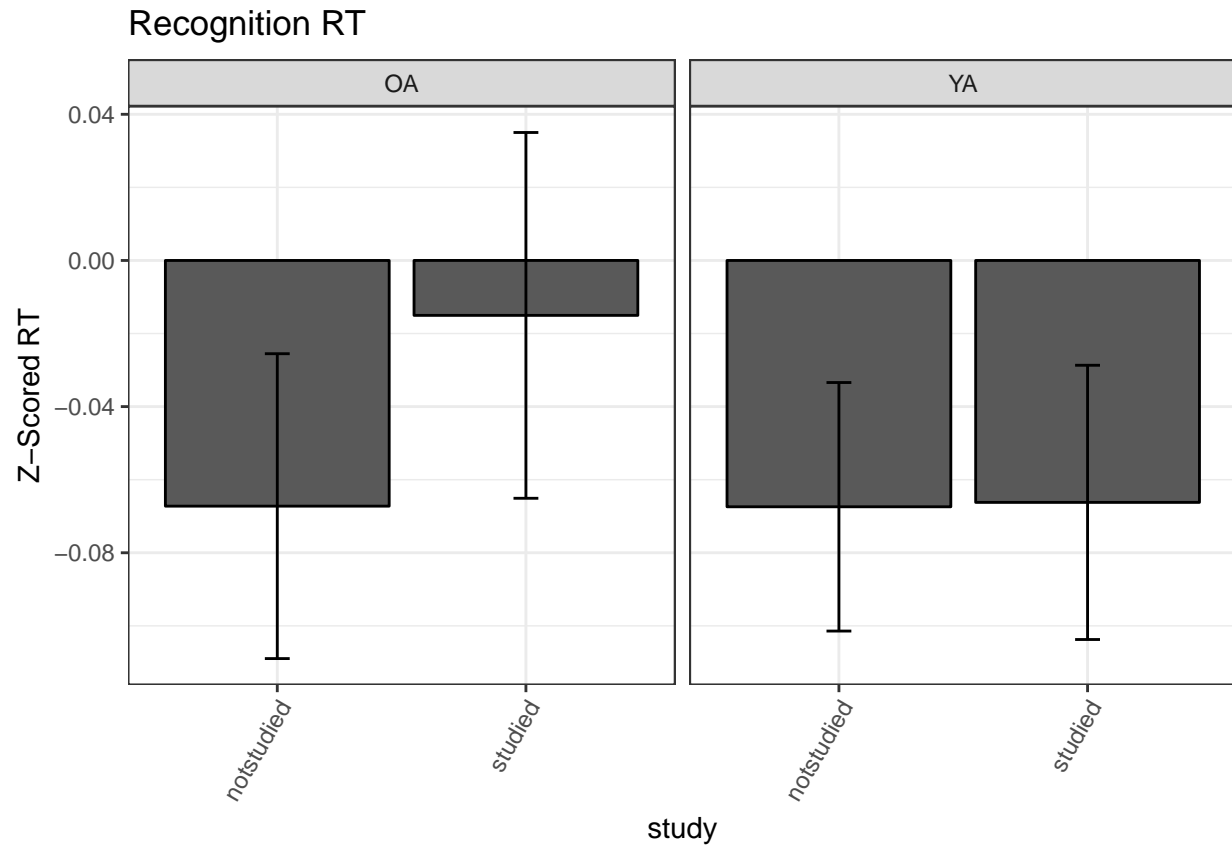 Recognition RT
OA
YA
0.04
0.00
−0.04
−0.08
Z−Scored RT
notstudied
studied
notstudied
studied
study